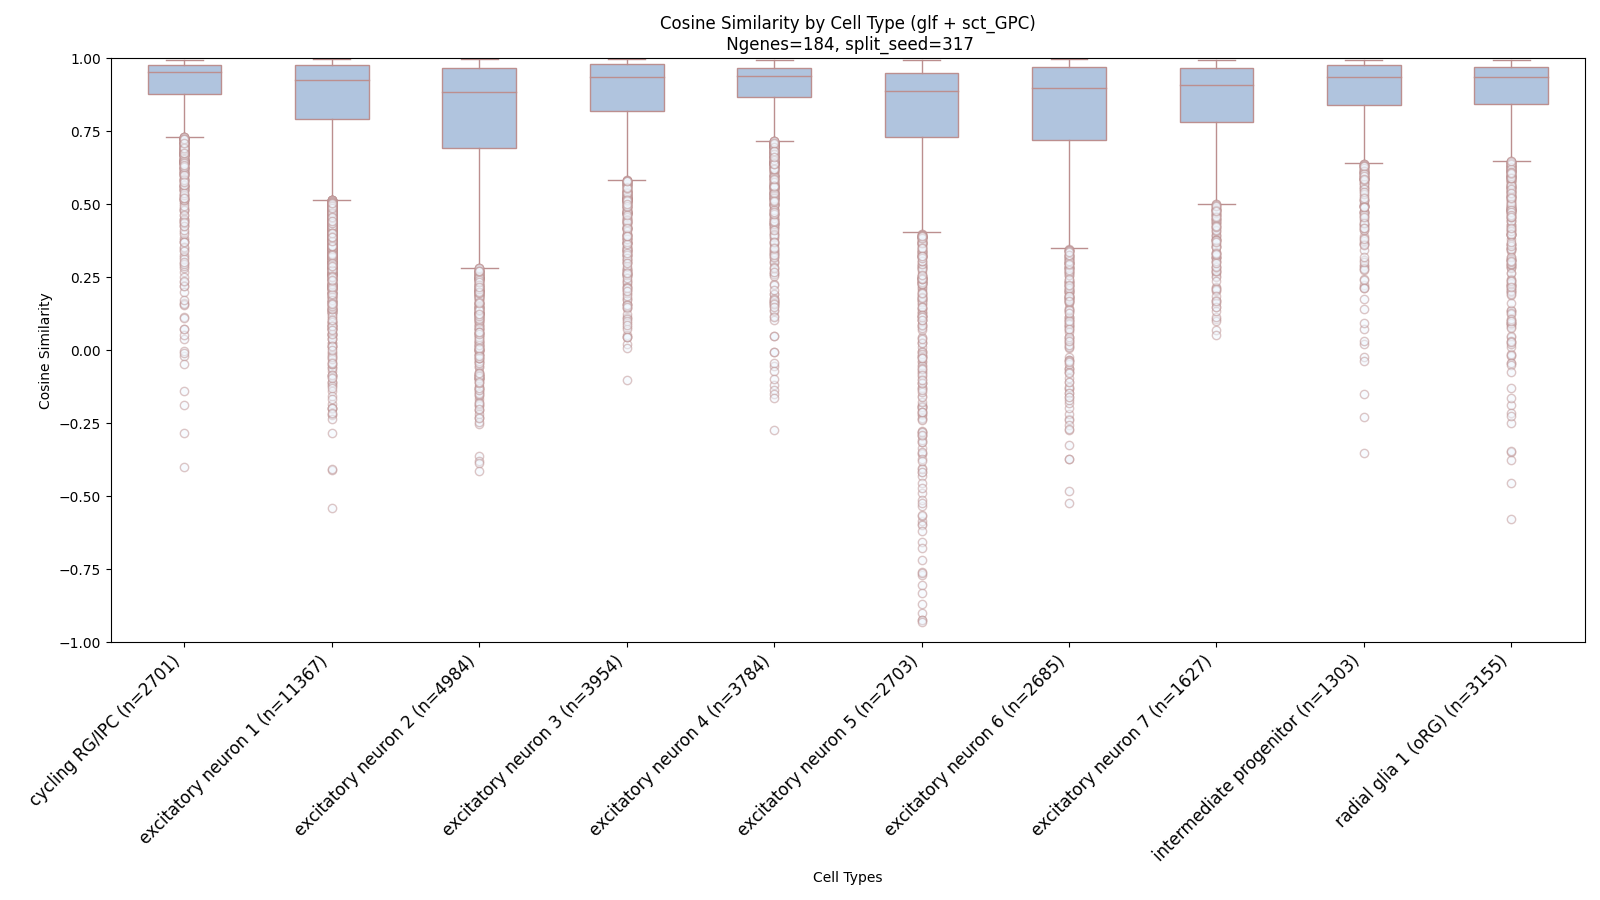 Cosine Similarity by Cell Type (glf + sct_GPC)
Ngenes=184, split_seed=317
Cosine Similarity
1.00
0.75
0.50
0.25
0.00
−0.25
−0.50
−0.75
−1.00
cycling RG/IPC (n=2701)
excitatory neuron 1 (n=11367)
excitatory neuron 2 (n=4984)
excitatory neuron 3 (n=3954)
excitatory neuron 4 (n=3784)
excitatory neuron 5 (n=2703)
excitatory neuron 6 (n=2685)
excitatory neuron 7 (n=1627)
intermediate progenitor (n=1303)
radial glia 1 (oRG) (n=3155)
Cell Types